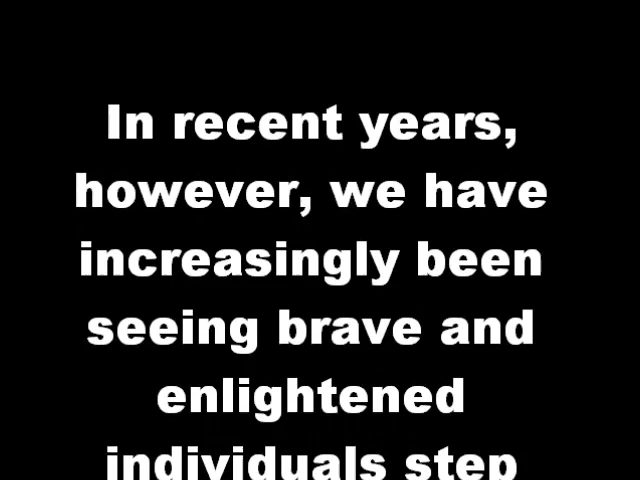 In recent years,
however, we have
increasingly been
seeing brave and
enlightened
individuals step